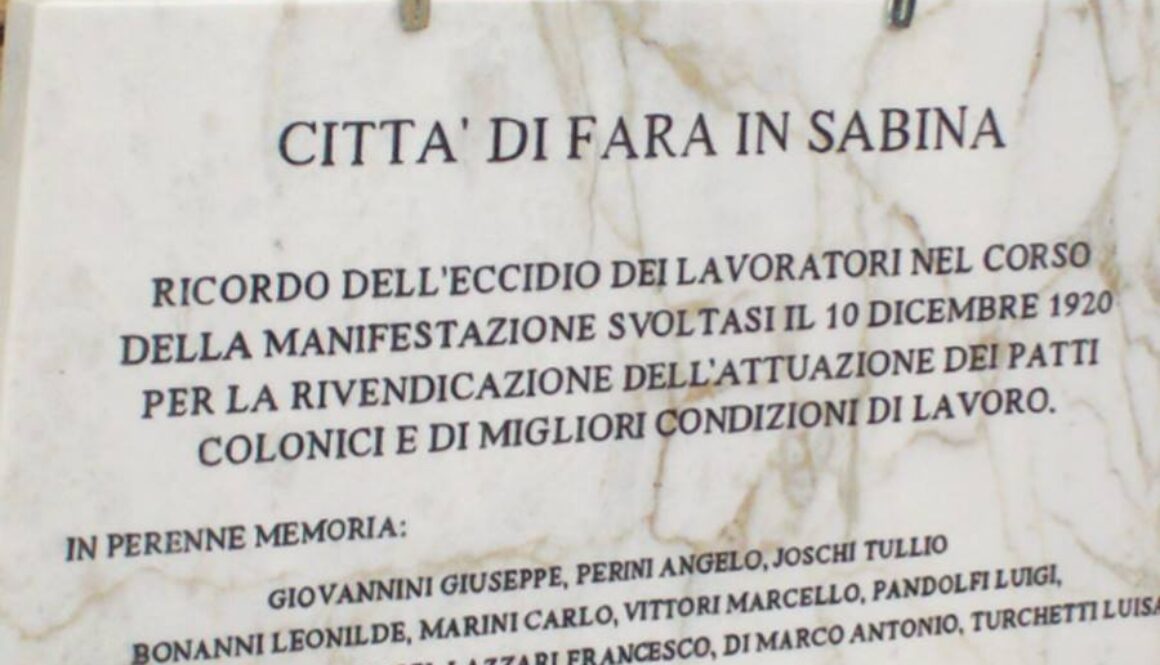 CITTA' DI FARA IN SABINA
RICORDO DELL'ECCIDIO DEI LAVORATORI NEL CORSO
DELLA MANIFESTAZIONE SVOLTASI IL 10 DICEMBRE 1920
PER LA RIVENDICAZIONE DELL'ATTUAZIONE DEI PATTI
COLONICI E DI MIGLIORI CONDIZIONI DI LAVORO.
IN PERENNE MEMORIA:
GIOVANNINI GIUSEPPE, PERINI ANGELO, JOSCHI TULLIO
BONANNI LEONILDE, MARINI CARLO, VITTORI MARCELLO, PANDOLFI LUIGI,
LAZZARI FRANCESCO, DI MARCO ANTONIO, TURCHETTI LUISA